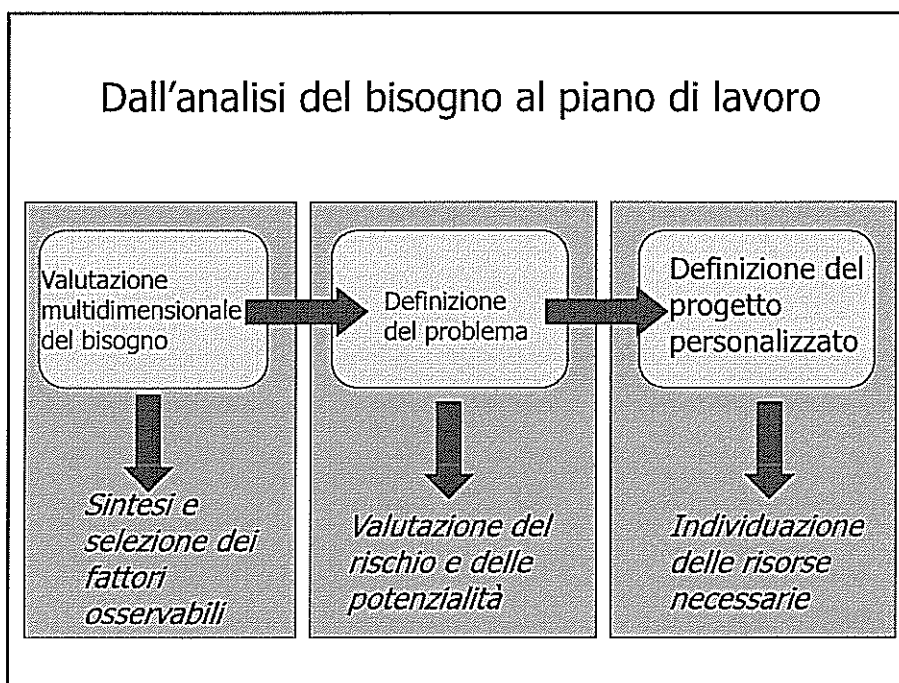 Dall'analisi del bisogno al piano di lavoro
Valutazione
multidimensionale
del bisogno
Definizione
del problema
Definizione del
progetto
personalizzato
Sintesi e
selezione dei
fattori
osservabili
Valutazione del
rischio e delle
potenzialità
Individuazione
delle risorse
necessarie